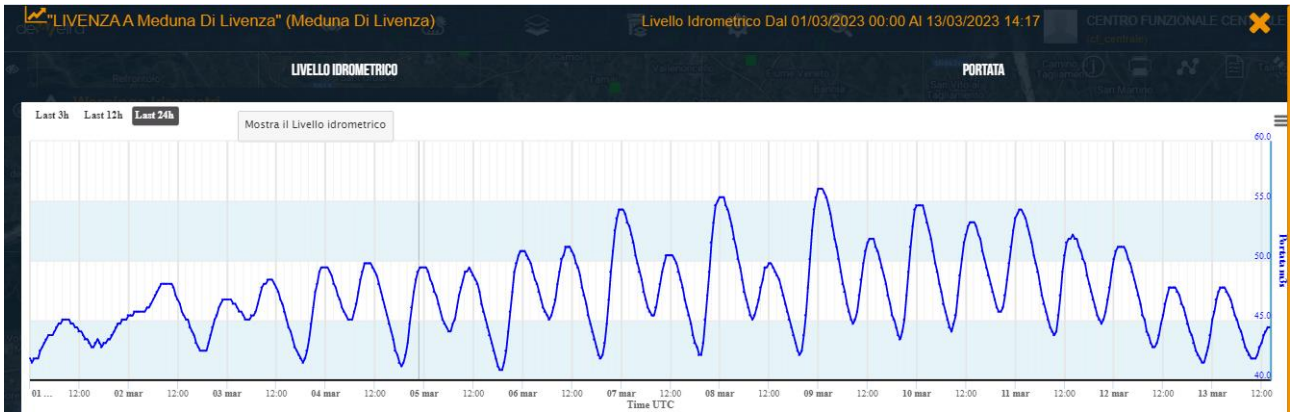 "LIVENZA A Meduna Di Livenza" (Meduna Di Livenza) Livello Idrometrico Dal 01/03/2023 00:00 Al 13/03/2023 14:17
CENTRO FUNZIONALE CEN
LIVELLO IDROMETRICO PORTATA
Last 3h Last 12h Last 24h
Mostra il Livello idrometrico
60.0
55.0
50.0
45.0
40.0
Portata m3/s
01 ... 12:00 02 mar 12:00 03 mar 12:00 04 mar 12:00 05 mar 12:00 06 mar 12:00 07 mar 12:00 08 mar 12:00 09 mar 12:00 10 mar 12:00 11 mar 12:00 12 mar 12:00 13 mar 12:00
Time UTC